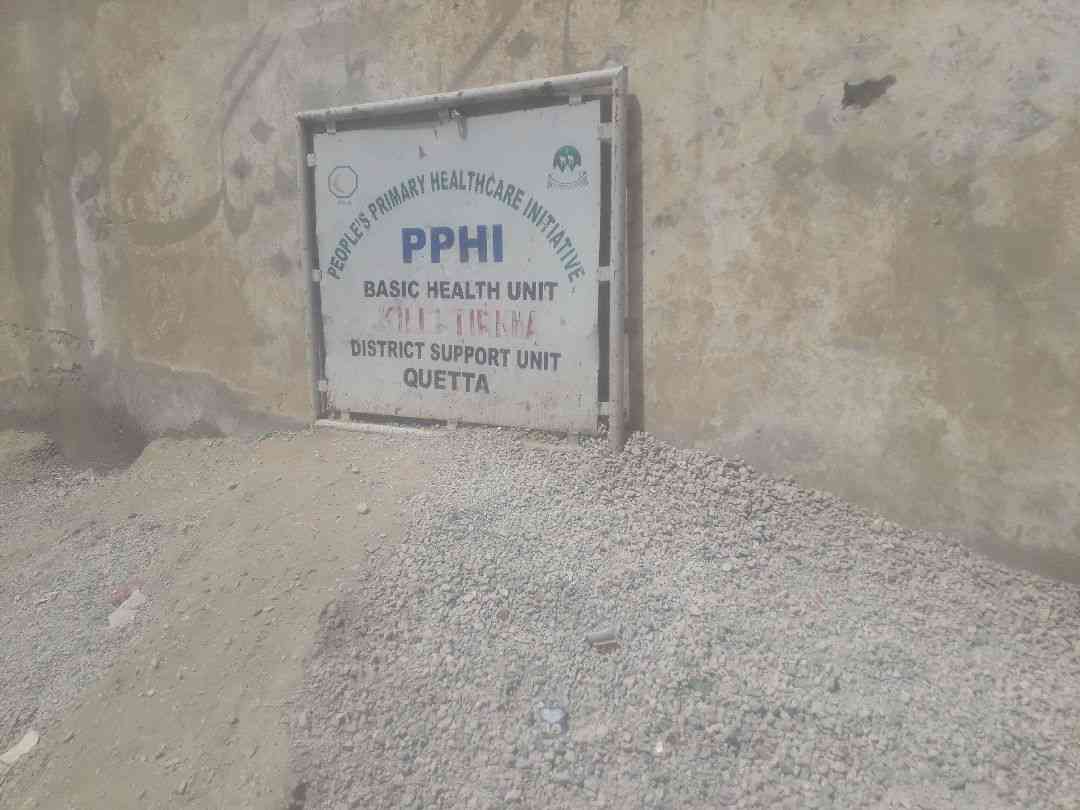 PEOPLE'S PRIMARY HEALTHCARE INITIATIVE
PPHI
BASIC HEALTH UNIT
DISTRICT SUPPORT UNIT
QUETTA